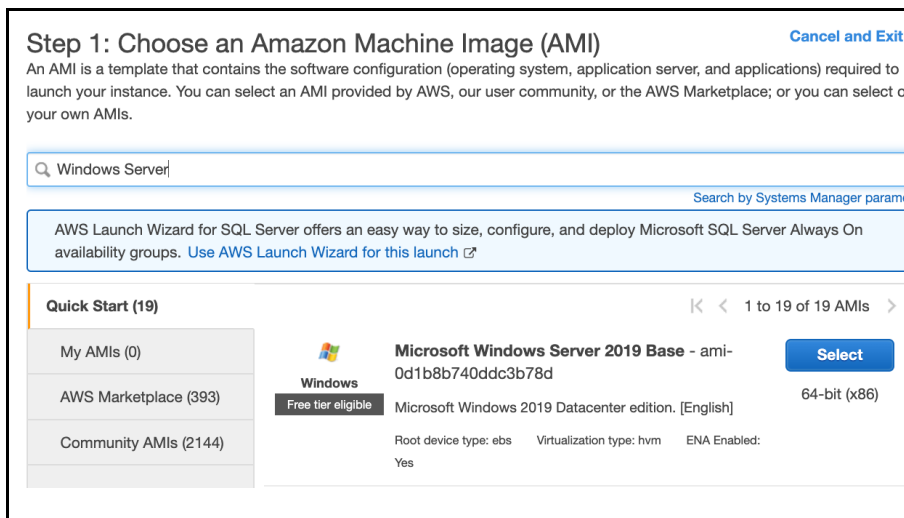 Step 1: Choose an Amazon Machine Image (AMI)
Cancel and Exit
An AMI is a template that contains the software configuration (operating system, application server, and applications) required to
launch your instance. You can select an AMI provided by AWS, our user community, or the AWS Marketplace; or you can select
your own AMIs.
Windows Server
Search by Systems Manager
AWS Launch Wizard for SQL Server offers an easy way to size, configure, and deploy Microsoft SQL Server Always On
availability groups. Use AWS Launch Wizard for this launch
Quick Start (19)
1 to 19 of 19 AMIs
My AMIs (0)
AWS Marketplace (393)
Community AMIs (2144)
Windows
Free tier eligible
Microsoft Windows Server 2019 Base - ami-
0d1b8b740ddc3b78d
Microsoft Windows 2019 Datacenter edition. [English]
Root device type: ebs Virtualization type: hvm ENA Enabled:
Yes
Select
64-bit (x86)